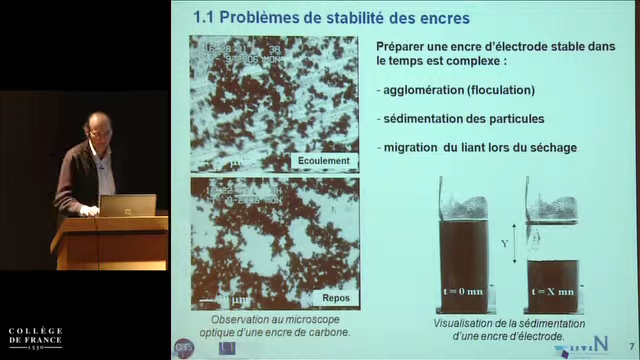 1.1 Problèmes de stabilité des encres
Préparer une encre d'électrode stable dans
le temps est complexe :
- agglomération (floculation)
- sédimentation des particules
- migration du liant lors du séchage
Ecoulement
Repos
Observation au microscope
optique d'une encre de carbone.
Y
t = 0 mn
t = X mn
Visualisation de la sédimentation
d'une encre d'électrode.
7
COLLÈGE
DE FRANCE
1530